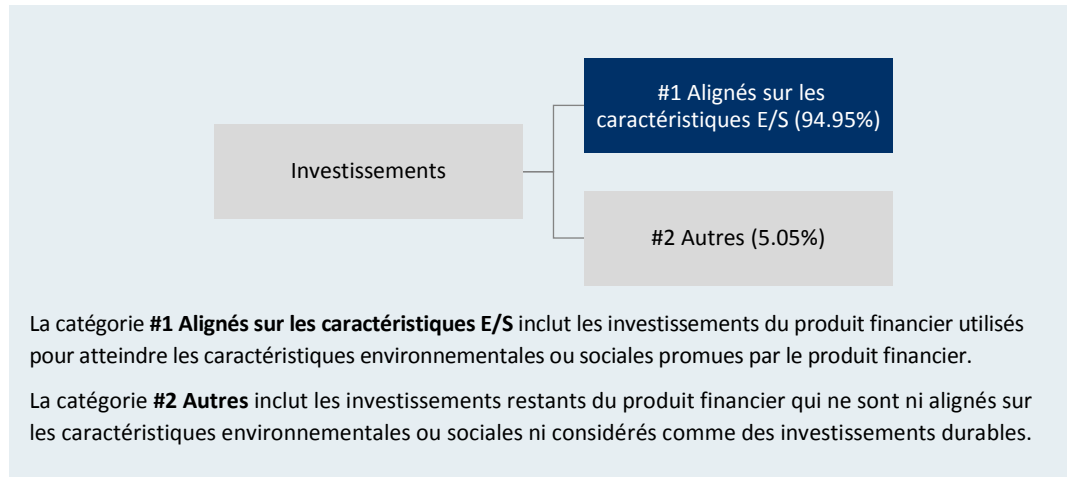 #1 Alignés sur les
caractéristiques E/S (94.95%)
Investissements
#2 Autres (5.05%)
La catégorie #1 Alignés sur les caractéristiques E/S inclut les investissements du produit financier utilisés
pour atteindre les caractéristiques environnementales ou sociales promues par le produit financier.
La catégorie #2 Autres inclut les investissements restants du produit financier qui ne sont ni alignés sur
les caractéristiques environnementales ou sociales ni considérés comme des investissements durables.